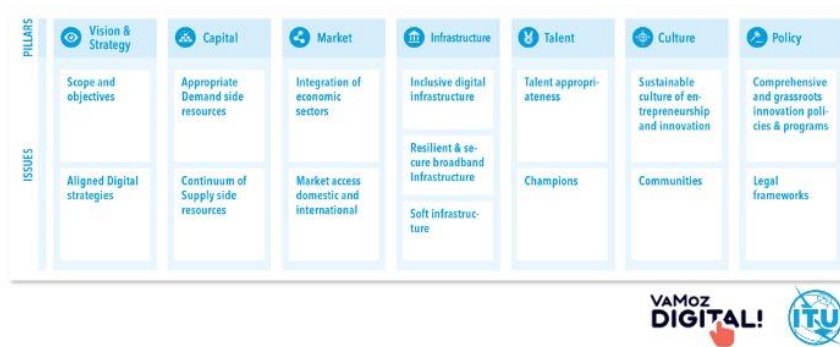 PILLARS
Vision &
Strategy
Capital
Market
Infrastructure
Talent
Culture
Policy
ISSUES
Scope and
objectives
Appropriate
Demand side
resources
Integration of
economic
sectors
Inclusive digital
infrastructure
Talent appropri-
ateness
Sustainable
culture of en-
trepreneurship
and innovation
Comprehensive
and grassroots
innovation poli-
cies & programs
Resilient & se-
cure broadband
Infrastructure
Aligned Digital
strategies
Continuum of
Supply side
resources
Market access
domestic and
international
Soft infrastruc-
ture
Champions
Communities
Legal
frameworks
VAMoz
DIGITAL!
ITU